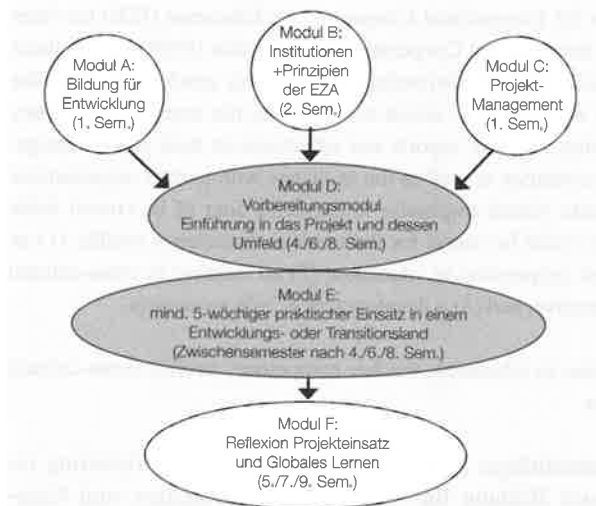 Modul A:
Bildung für
Entwicklung
(1. Sem.)
Modul B:
Institutionen
+Prinzipien
der EZA
(2. Sem.)
Modul C:
Projekt-
Management
(1. Sem.)
Modul D:
Vorbereitungsmodul
Einführung in das Projekt und dessen
Umfeld (4./6./8. Sem.)
Modul E:
mind. 5-wöchiger praktischer Einsatz in einem
Entwicklungs- oder Transitionsland
(Zwischensemester nach 4./6./8. Sem.)
Modul F:
Reflexion Projekteinsatz
und Globales Lernen
(5./7./9. Sem.)